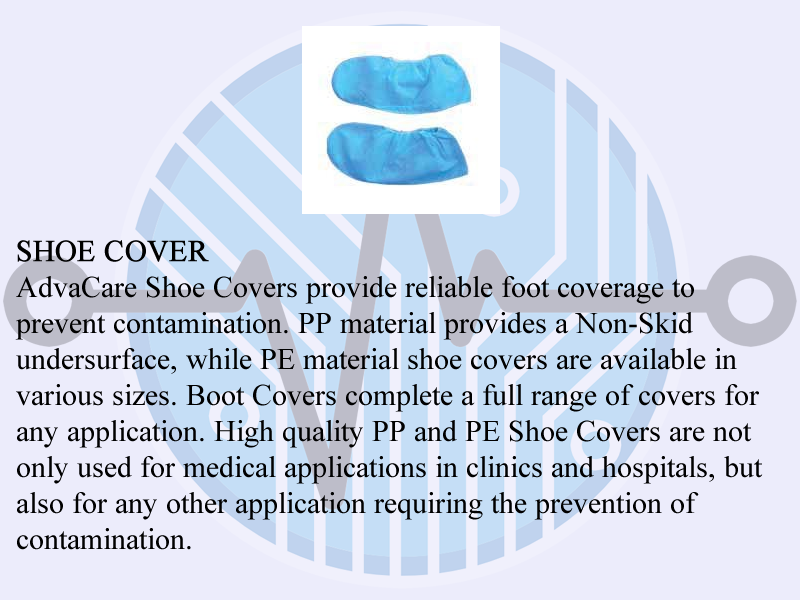 SHOE COVER
AdvaCare Shoe Covers provide reliable foot coverage to
prevent contamination. PP material provides a Non-Skid
undersurface, while PE material shoe covers are available in
various sizes. Boot Covers complete a full range of covers for
any application. High quality PP and PE Shoe Covers are not
only used for medical applications in clinics and hospitals, but
also for any other application requiring the prevention of
contamination.